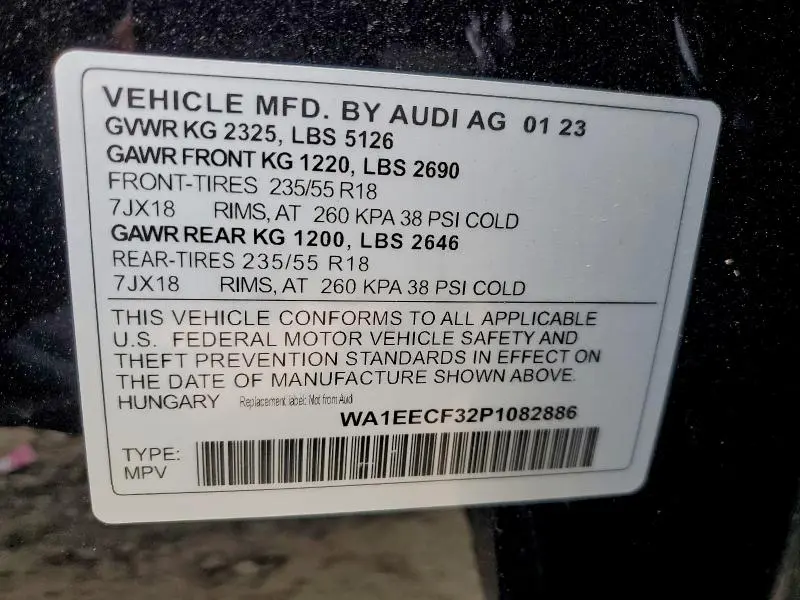 VEHICLE MFD. BY AUDI AG 01 23
GVWR KG 2325, LBS 5126
GAWR FRONT KG 1220, LBS 2690
FRONT-TIRES 235/55 R18
7JX18 RIMS, AT 260 KPA 38 PSI COLD
GAWR REAR KG 1200, LBS 2646
REAR-TIRES 235/55 R18
7JX18 RIMS, AT 260 KPA 38 PSI COLD
THIS VEHICLE CONFORMS TO ALL APPLICABLE
U.S. FEDERAL MOTOR VEHICLE SAFETY AND
THEFT PREVENTION STANDARDS IN EFFECT ON
THE DATE OF MANUFACTURE SHOWN ABOVE.
HUNGARY Replacement label: Not from Audi
WA1EECF32P1082886
TYPE:
MPV